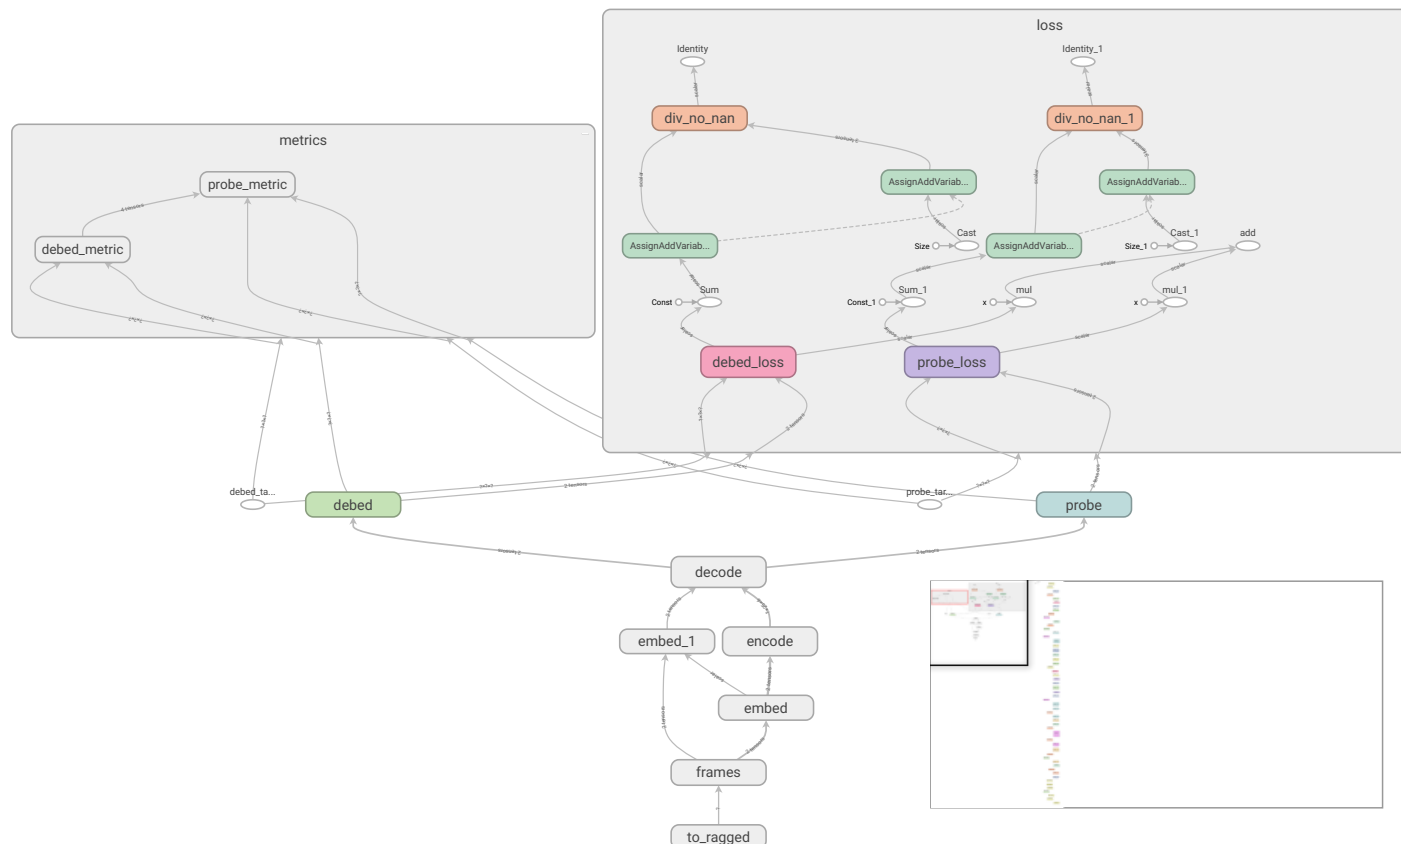 loss
Identity
Identity_1
div_no_nan
div_no_nan_1
metrics
probe_metric
debed_metric
AssignAddVariab...
AssignAddVariab...
AssignAddVariab...
AssignAddVariab...
Size
Cast
Size_1
Cast_1
add
Const
Sum
Const_1
Sum_1
x
mul
x
mul_1
debed_loss
probe_loss
debed_ta...
debed
probe_tar...
probe
decode
embed_1
encode
embed
frames
to_ragged